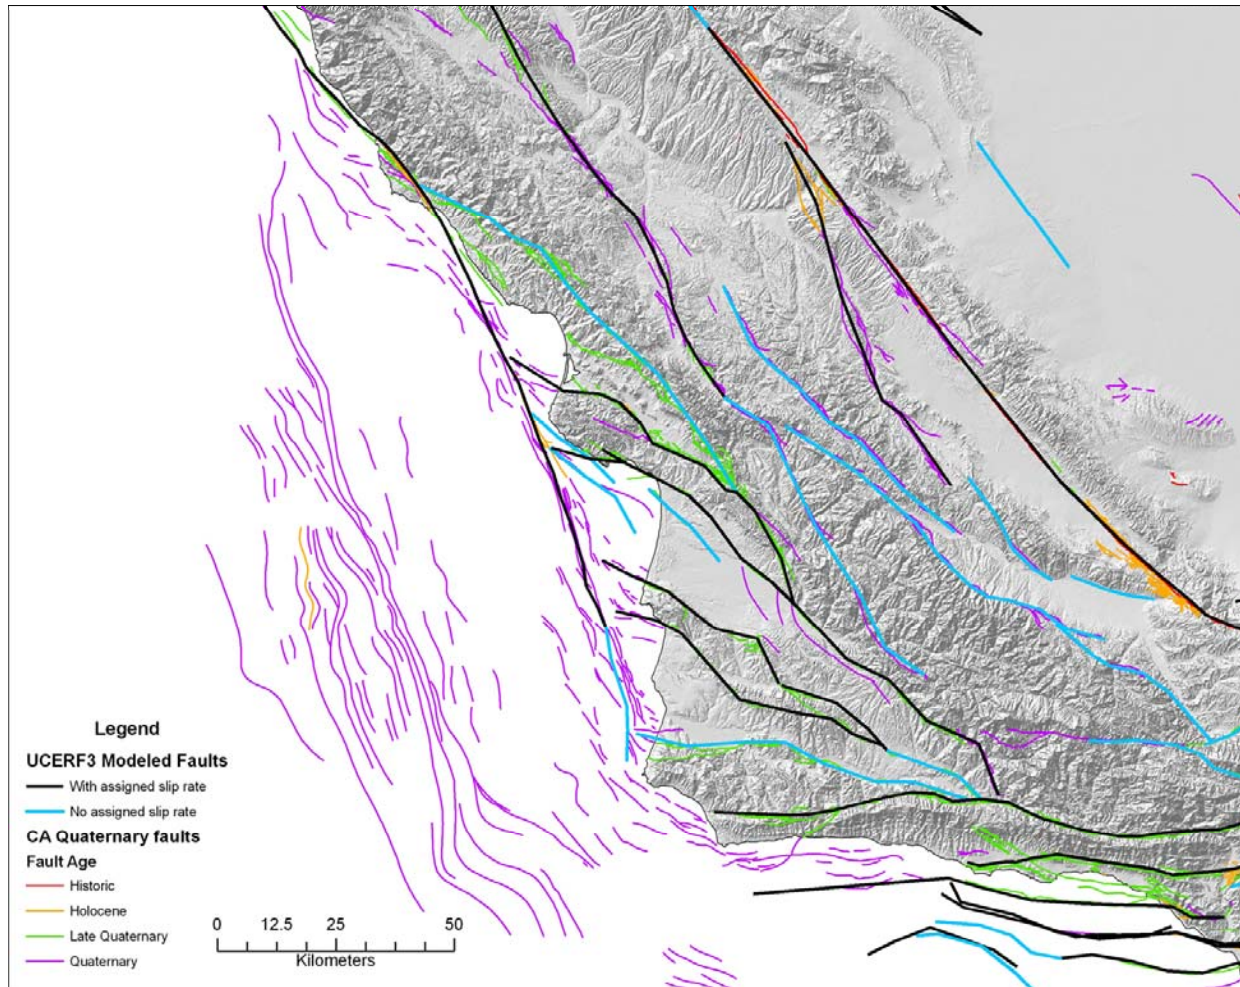 Legend
UCERF3 Modeled Faults
With assigned slip rate
No assigned slip rate
CA Quaternary faults
Fault Age
Historic
Holocene
Late Quaternary
Quaternary
0 12.5 25 50
Kilometers